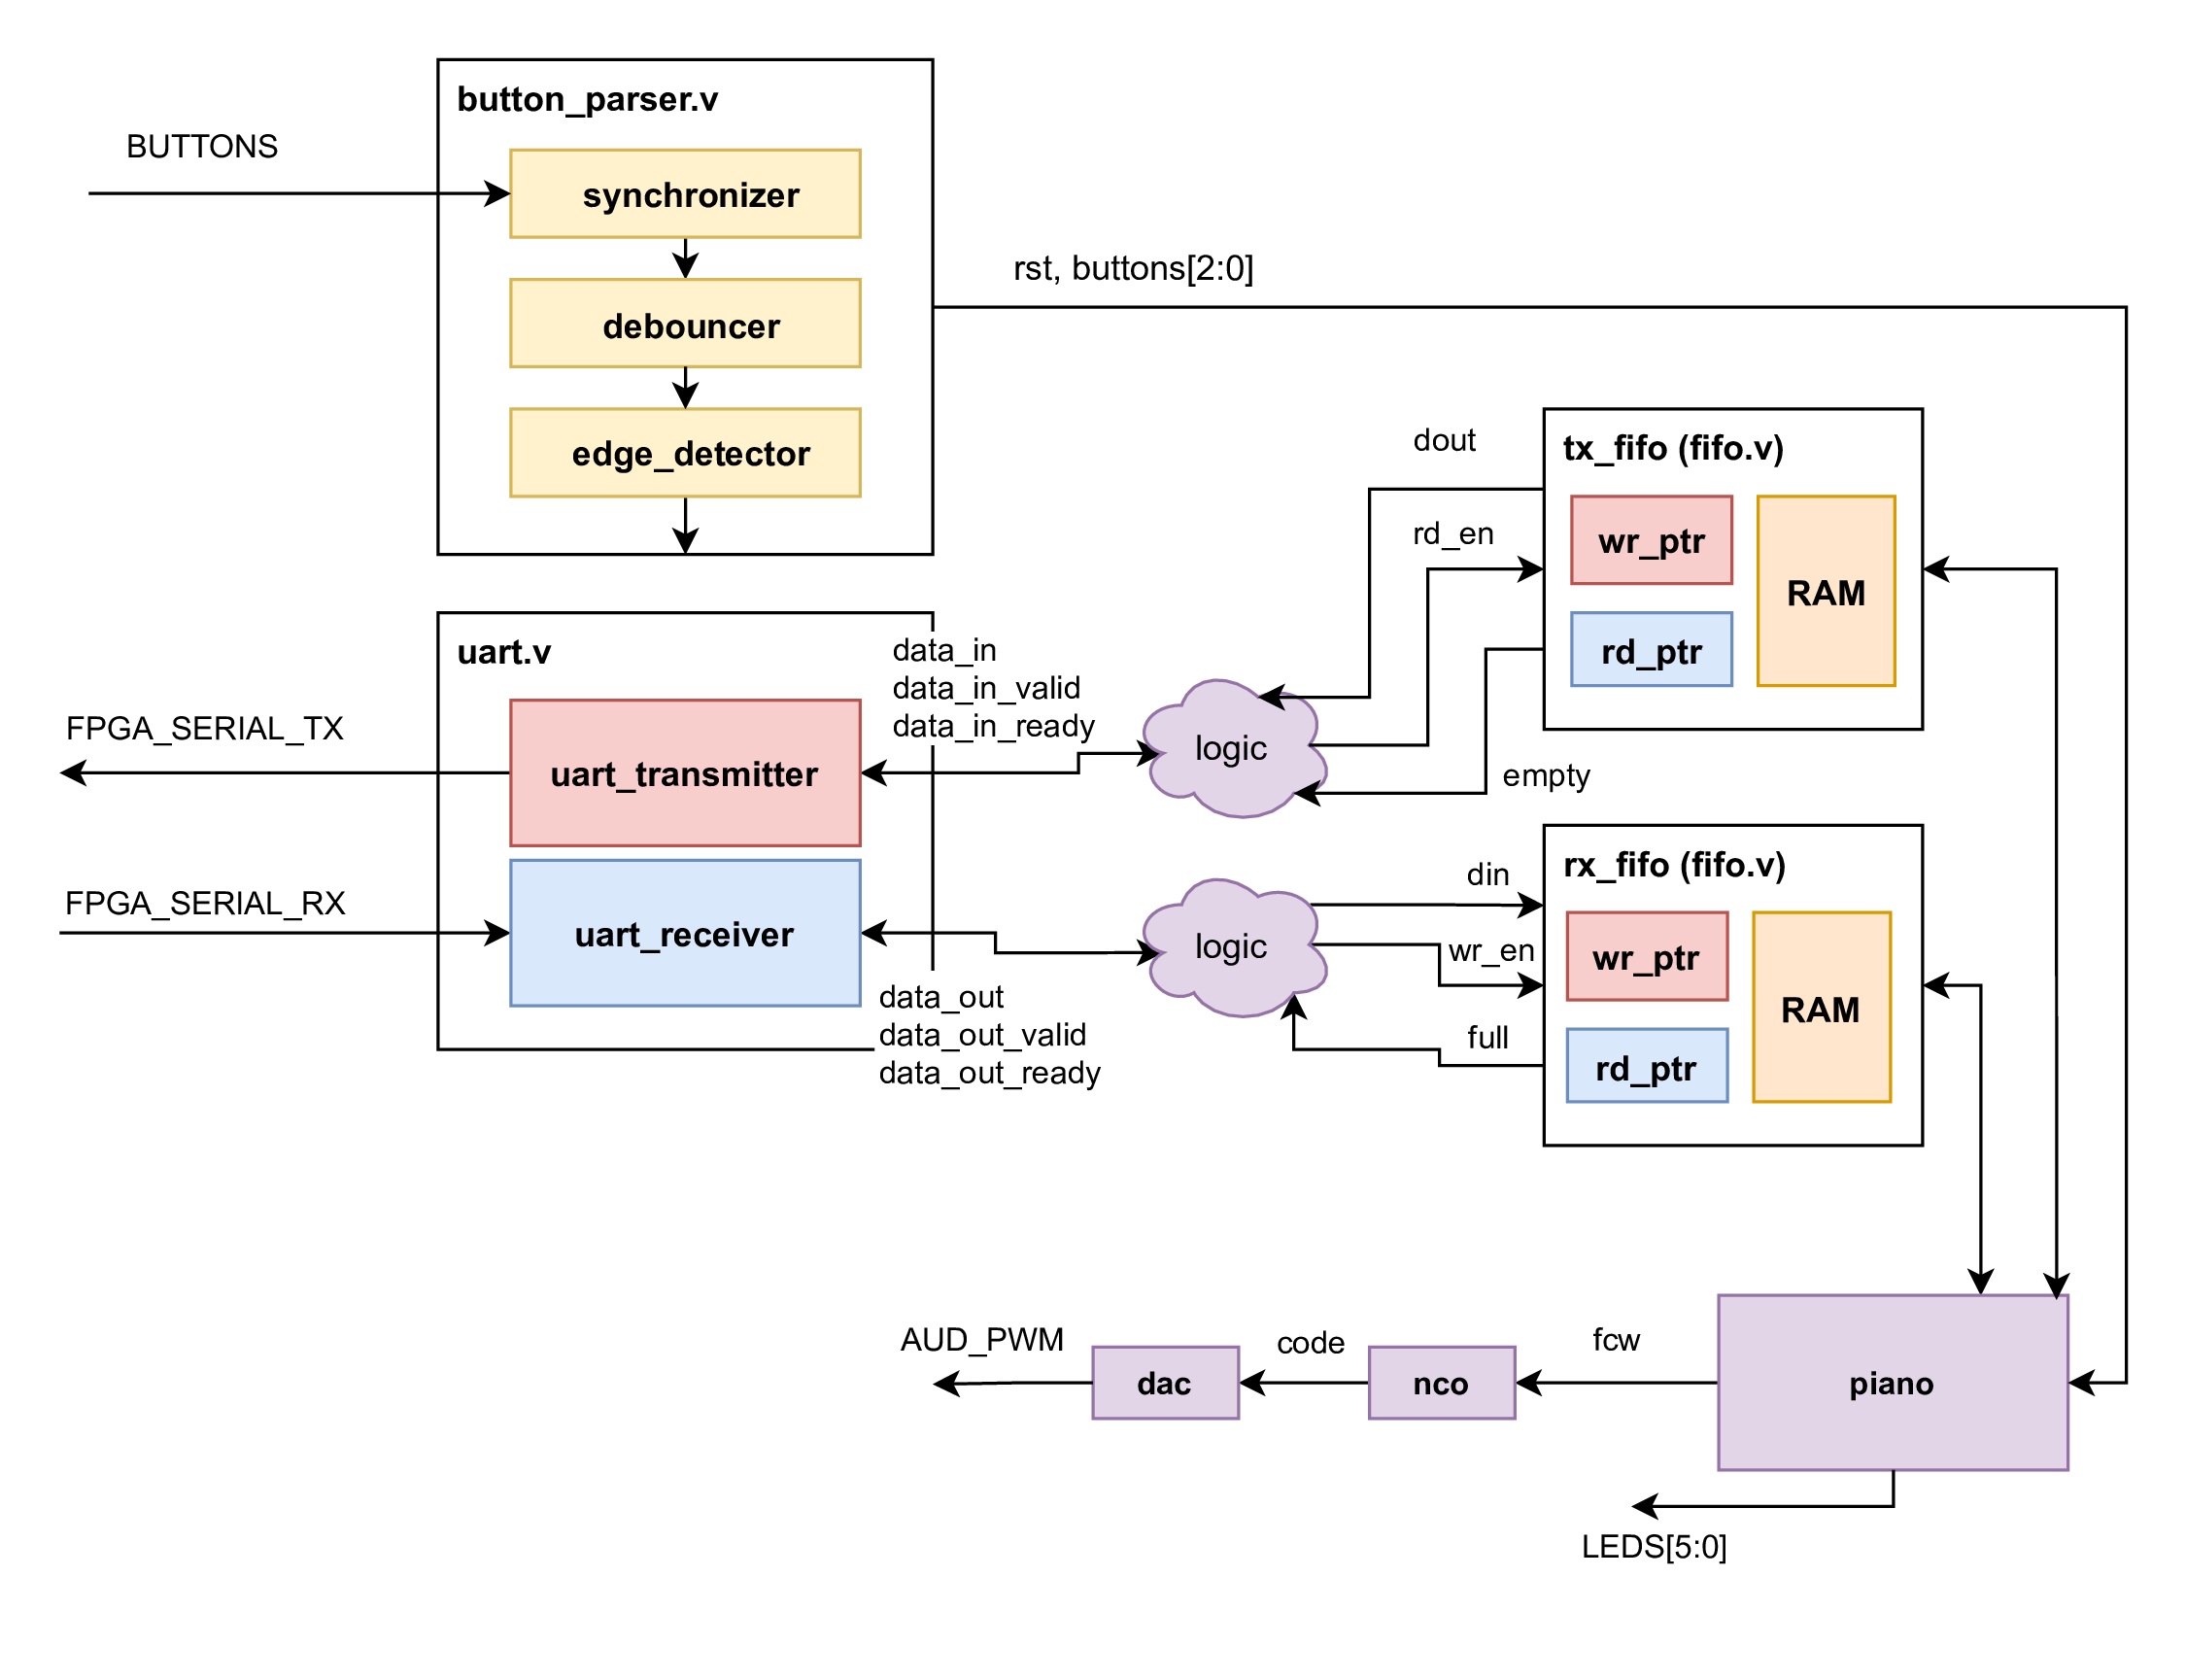 button_parser.v
BUTTONS
synchronizer
debouncer
edge_detector
rst, buttons[2:0]
uart.v
FPGA_SERIAL_TX
uart_transmitter
FPGA_SERIAL_RX
uart_receiver
data_in
data_in_valid
data_in_ready
data_out
data_out_valid
data_out_ready
logic
logic
dout
rd_en
empty
tx_fifo (fifo.v)
wr_ptr
rd_ptr
RAM
din
wr_en
full
rx_fifo (fifo.v)
wr_ptr
rd_ptr
RAM
AUD_PWM
dac
code
nco
fcw
piano
LEDS[5:0]